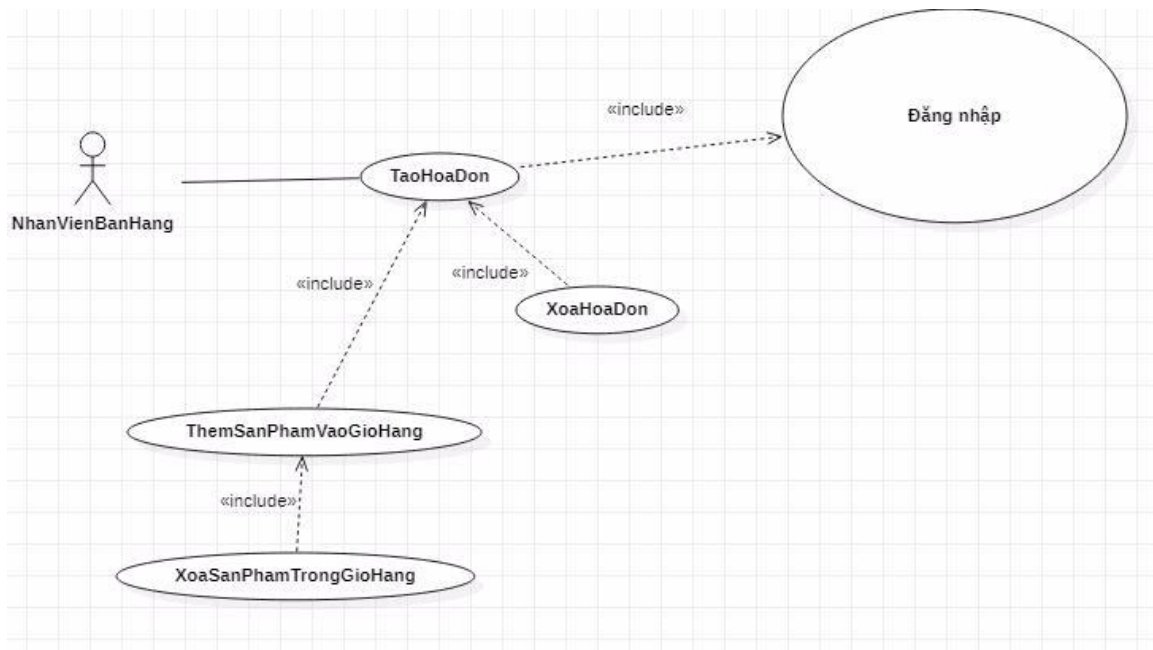 «include»
Đăng nhập
TaoHoaDon
NhanVienBanHang
«include»
«include»
XoaHoaDon
ThemSanPhamVaoGioHang
«include»
XoaSanPhamTrongGioHang